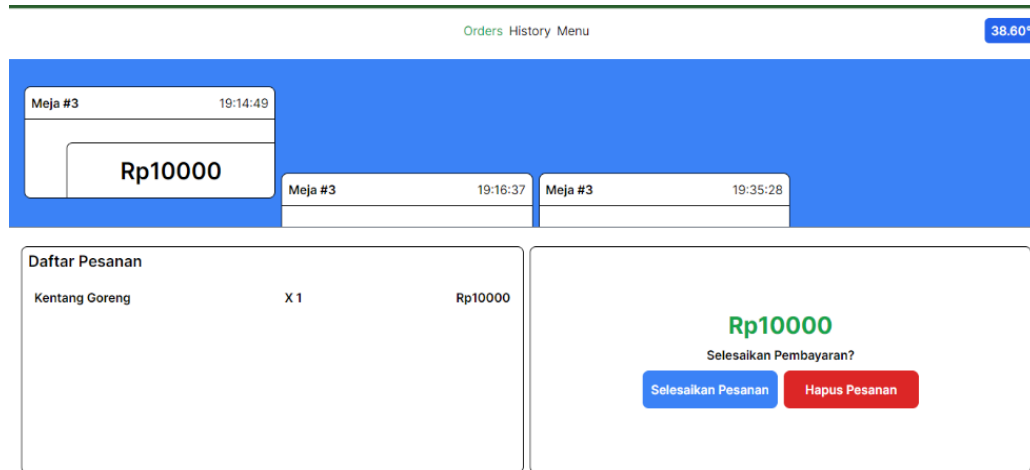 Orders History Menu
38.60°
Meja #3 19:14:49
Rp10000
Meja #3 19:16:37
Meja #3 19:35:28
Daftar Pesanan
Kentang Goreng X 1 Rp10000
Rp10000
Selesaikan Pembayaran?
Selesaikan Pesanan
Hapus Pesanan